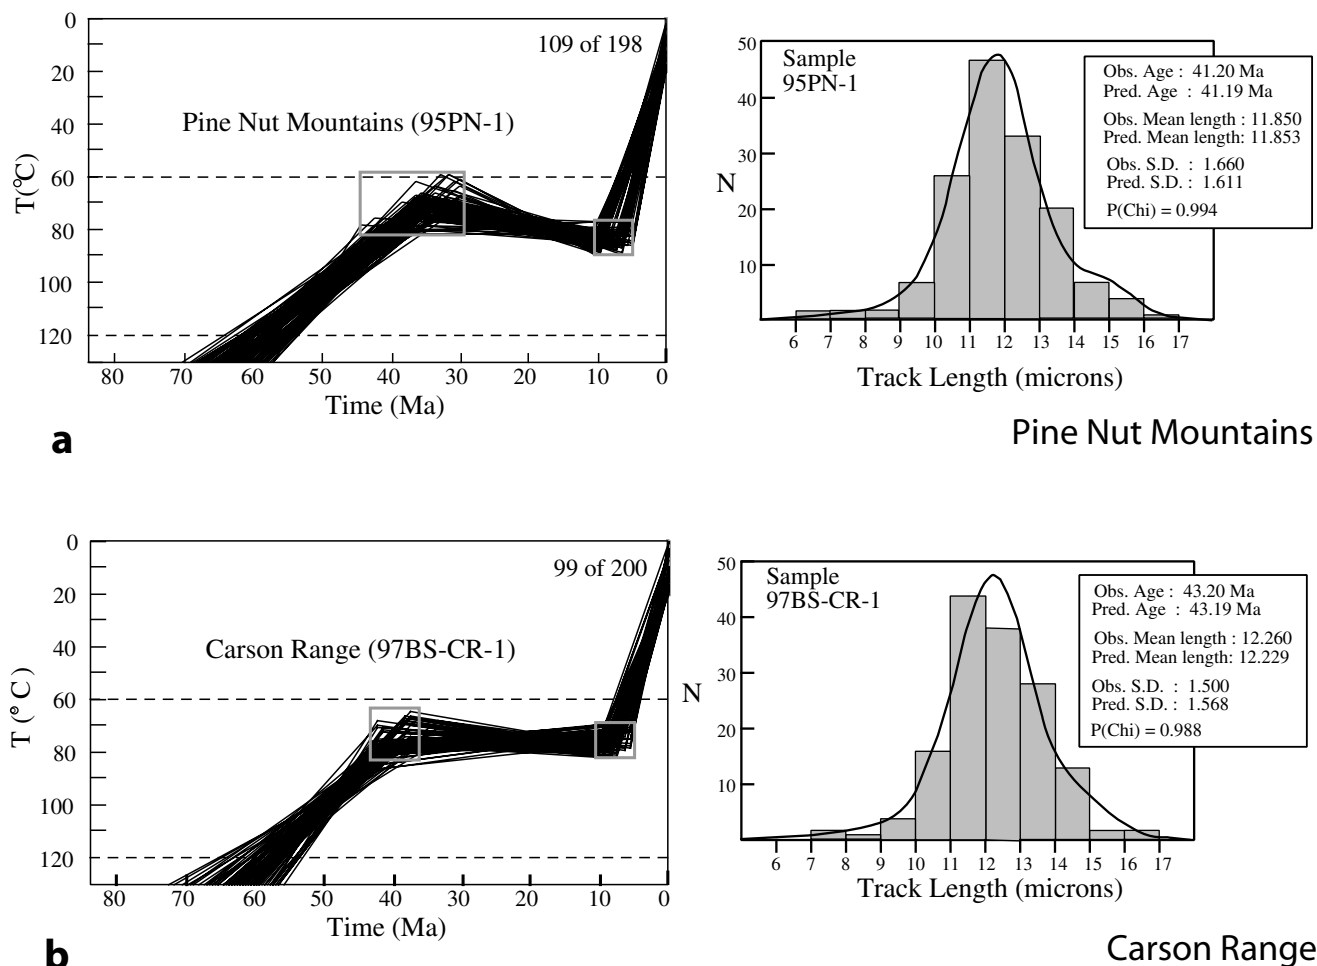 0
20
40
60
80
100
120
T(°C)
109 of 198
Pine Nut Mountains (95PN-1)
80 70 60 50 40 30 20 10 0
Time (Ma)
a
50
40
30
20
10
N
Sample
95PN-1
Obs. Age : 41.20 Ma
Pred. Age : 41.19 Ma
Obs. Mean length : 11.850
Pred. Mean length: 11.853
Obs. S.D. : 1.660
Pred. S.D. : 1.611
P(Chi) = 0.994
6 7 8 9 10 11 12 13 14 15 16 17
Track Length (microns)
Pine Nut Mountains
0
20
40
60
80
100
120
T (° C)
99 of 200
Carson Range (97BS-CR-1)
80 70 60 50 40 30 20 10 0
Time (Ma)
b
50
40
30
20
10
N
Sample
97BS-CR-1
Obs. Age : 43.20 Ma
Pred. Age : 43.19 Ma
Obs. Mean length : 12.260
Pred. Mean length: 12.229
Obs. S.D. : 1.500
Pred. S.D. : 1.568
P(Chi) = 0.988
6 7 8 9 10 11 12 13 14 15 16 17
Track Length (microns)
Carson Range